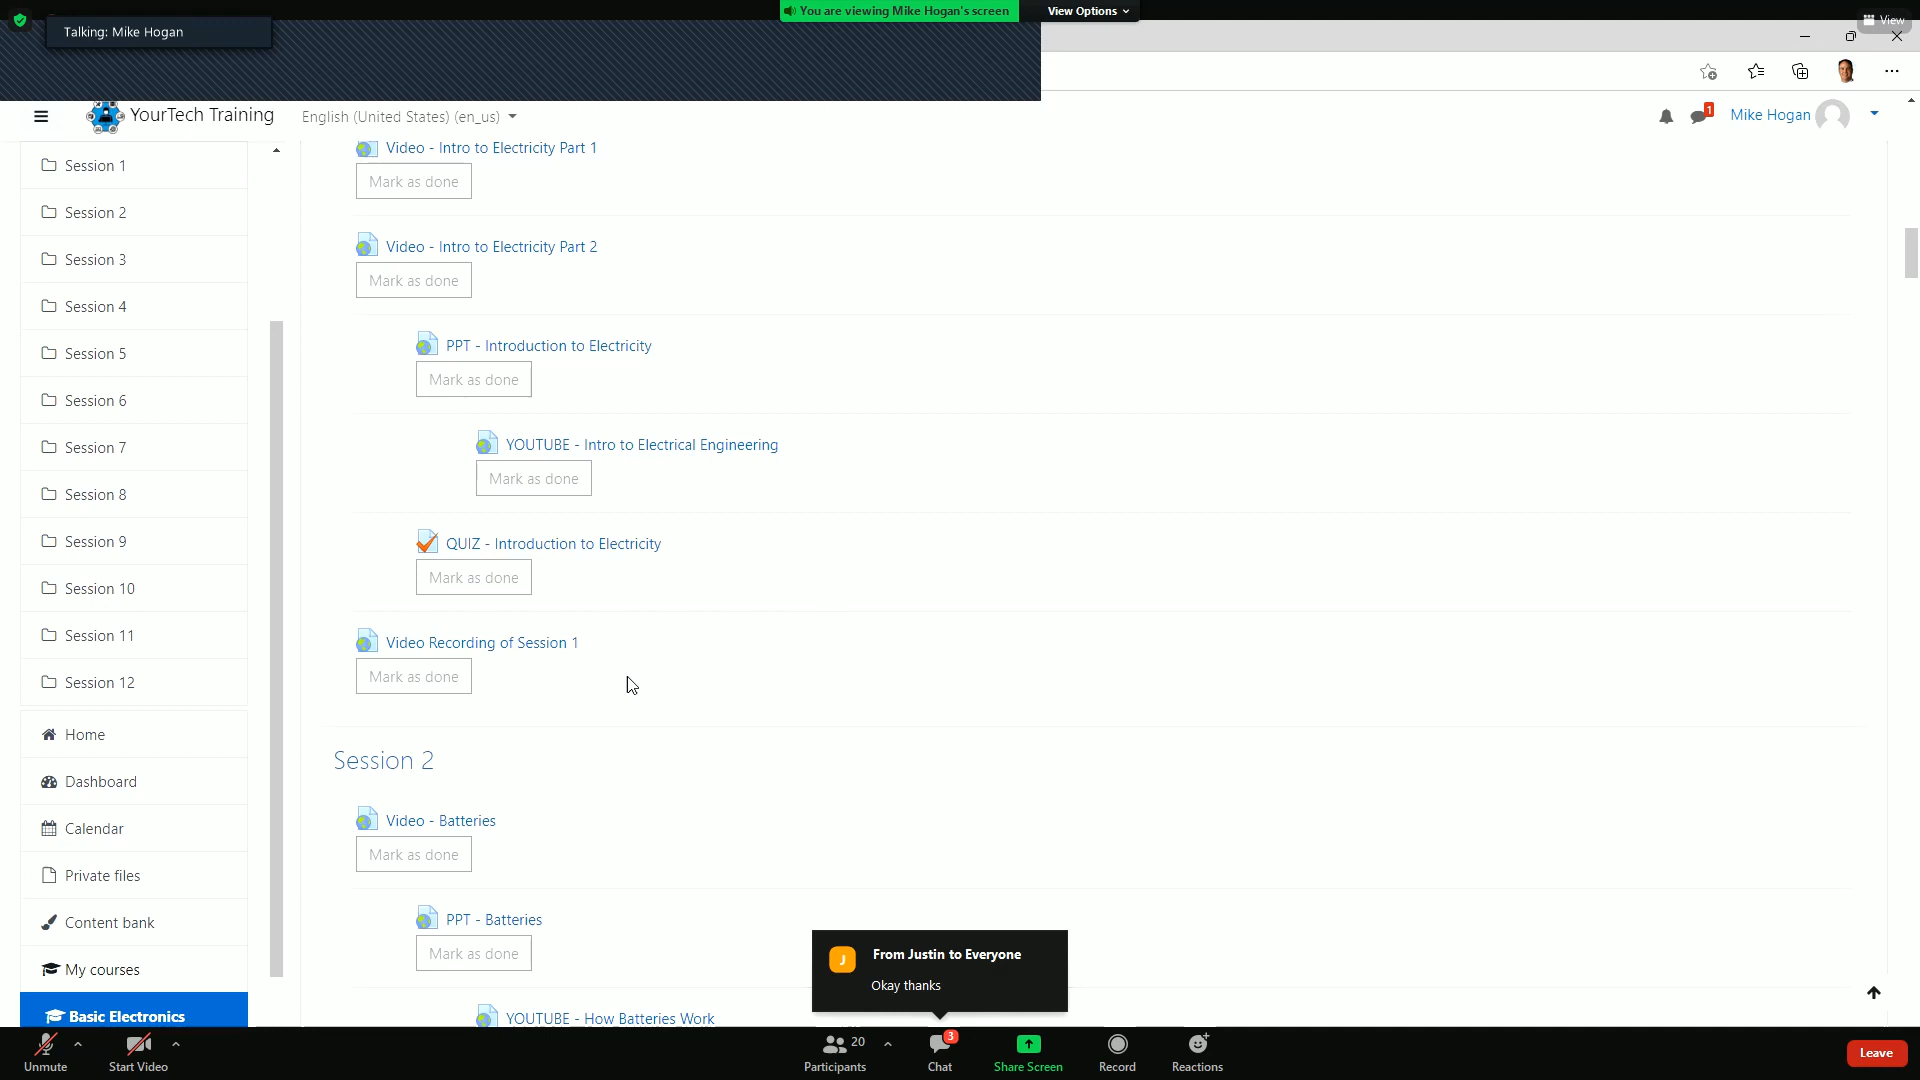 You are viewing Mike Hogan's screen
View Options
View
Talking: Mike Hogan
YourTech Training
English (United States) (en_us)
1
Mike Hogan
Session 1
Session 2
Session 3
Session 4
Session 5
Session 6
Session 7
Session 8
Session 9
Session 10
Session 11
Session 12
Home
Dashboard
Calendar
Private files
Content bank
My courses
Basic Electronics
Video - Intro to Electricity Part 1
Mark as done
Video - Intro to Electricity Part 2
Mark as done
PPT - Introduction to Electricity
Mark as done
YOUTUBE - Intro to Electrical Engineering
Mark as done
QUIZ - Introduction to Electricity
Mark as done
Video Recording of Session 1
Mark as done
Session 2
Video - Batteries
Mark as done
PPT - Batteries
Mark as done
YOUTUBE - How Batteries Work
J
From Justin to Everyone
Okay thanks
Unmute
Start Video
20
Participants
3
Chat
Share Screen
Record
Reactions
Leave